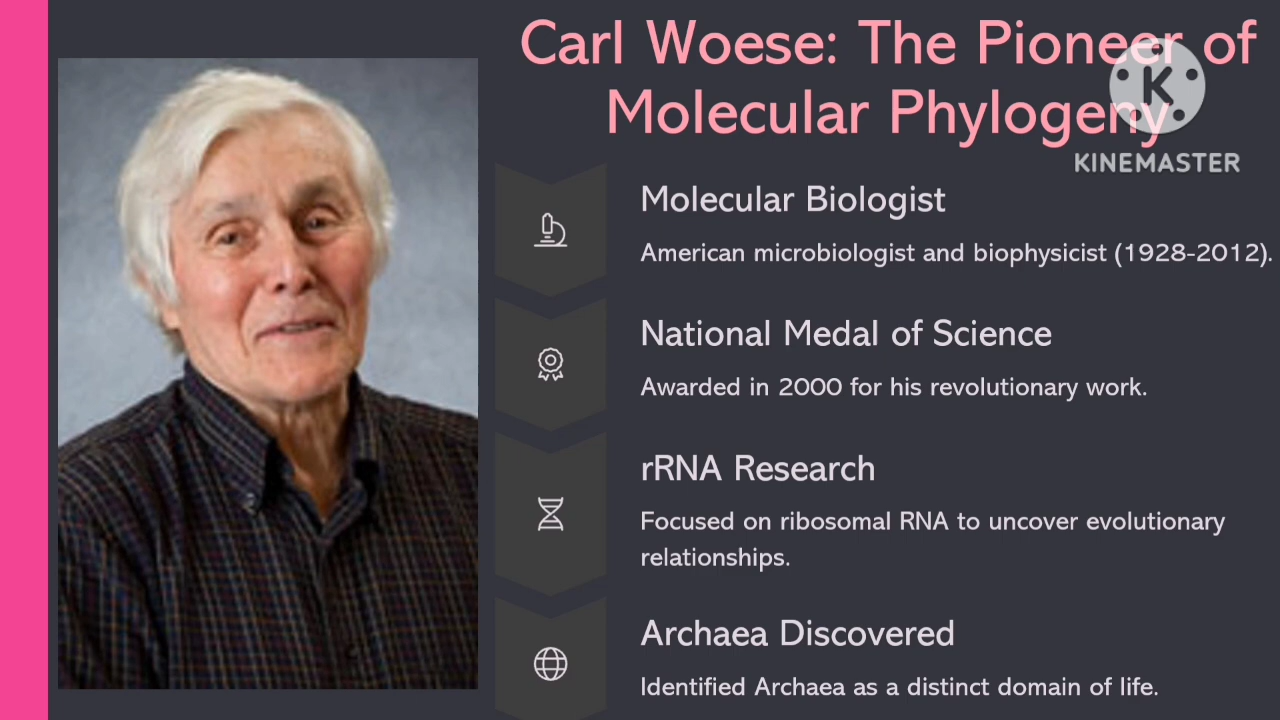 Carl Woese: The Pioneer of
Molecular Phylogeny
K
KINEMASTER
Molecular Biologist
American microbiologist and biophysicist (1928-2012).
National Medal of Science
Awarded in 2000 for his revolutionary work.
rRNA Research
Focused on ribosomal RNA to uncover evolutionary
relationships.
Archaea Discovered
Identified Archaea as a distinct domain of life.